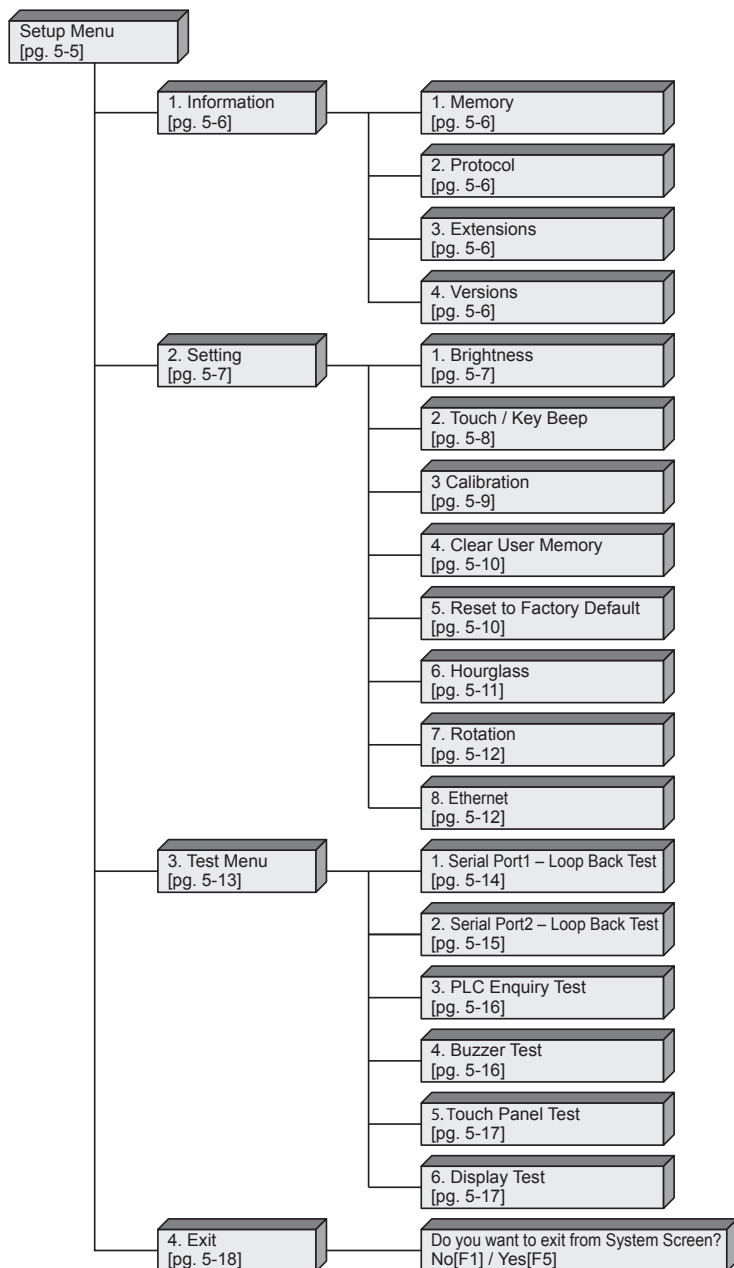 Setup Menu
[pg. 5-5]
1. Information
[pg. 5-6]
1. Memory
[pg. 5-6]
2. Protocol
[pg. 5-6]
3. Extensions
[pg. 5-6]
4. Versions
[pg. 5-6]
2. Setting
[pg. 5-7]
1. Brightness
[pg. 5-7]
2. Touch / Key Beep
[pg. 5-8]
3 Calibration
[pg. 5-9]
4. Clear User Memory
[pg. 5-10]
5. Reset to Factory Default
[pg. 5-10]
6. Hourglass
[pg. 5-11]
7. Rotation
[pg. 5-12]
8. Ethernet
[pg. 5-12]
3. Test Menu
[pg. 5-13]
1. Serial Port1 – Loop Back Test
[pg. 5-14]
2. Serial Port2 – Loop Back Test
[pg. 5-15]
3. PLC Enquiry Test
[pg. 5-16]
4. Buzzer Test
[pg. 5-16]
5.Touch Panel Test
[pg. 5-17]
6. Display Test
[pg. 5-17]
4. Exit
[pg. 5-18]
Do you want to exit from System Screen?
No[F1] / Yes[F5]